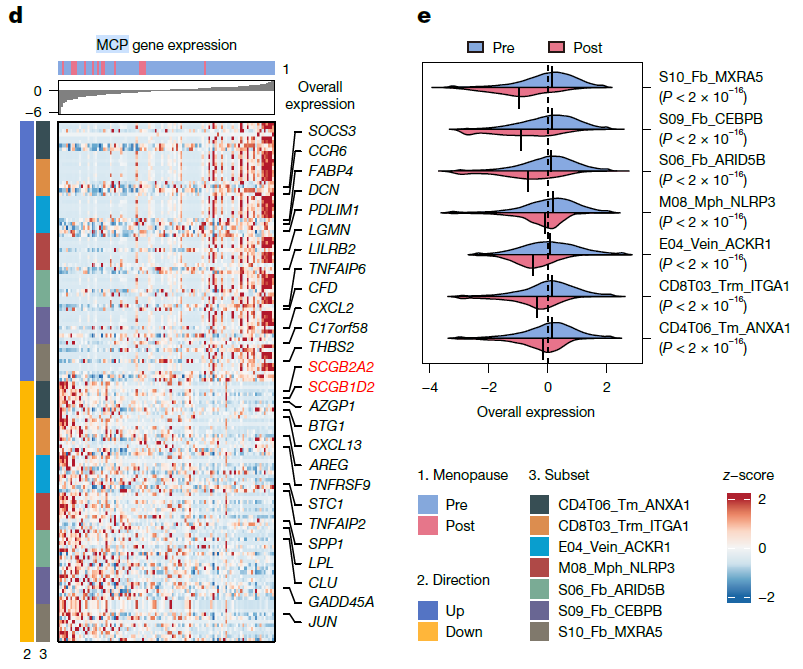 d
MCP gene expression
1
Overall
expression
0
−6
SOCS3
CCR6
FABP4
DCN
PDLIM1
LGMN
LILRB2
TNFAIP6
CFD
CXCL2
C17orf58
THBS2
SCGB2A2
SCGB1D2
AZGP1
BTG1
CXCL13
AREG
TNFRSF9
STC1
TNFAIP2
SPP1
LPL
CLU
GADD45A
JUN
2 3
e
Pre Post
S10_Fb_MXRA5
(P < 2 × 10⁻¹⁶)
S09_Fb_CEBPB
(P < 2 × 10⁻¹⁶)
S06_Fb_ARID5B
(P < 2 × 10⁻¹⁶)
M08_Mph_NLRP3
(P < 2 × 10⁻¹⁶)
E04_Vein_ACKR1
(P < 2 × 10⁻¹⁶)
CD8T03_Trm_ITGA1
(P < 2 × 10⁻¹⁶)
CD4T06_Tm_ANXA1
(P < 2 × 10⁻¹⁶)
−4 −2 0 2
Overall expression
1. Menopause
Pre
Post
2. Direction
Up
Down
3. Subset
CD4T06_Tm_ANXA1
CD8T03_Trm_ITGA1
E04_Vein_ACKR1
M08_Mph_NLRP3
S06_Fb_ARID5B
S09_Fb_CEBPB
S10_Fb_MXRA5
z-score
2
0
−2